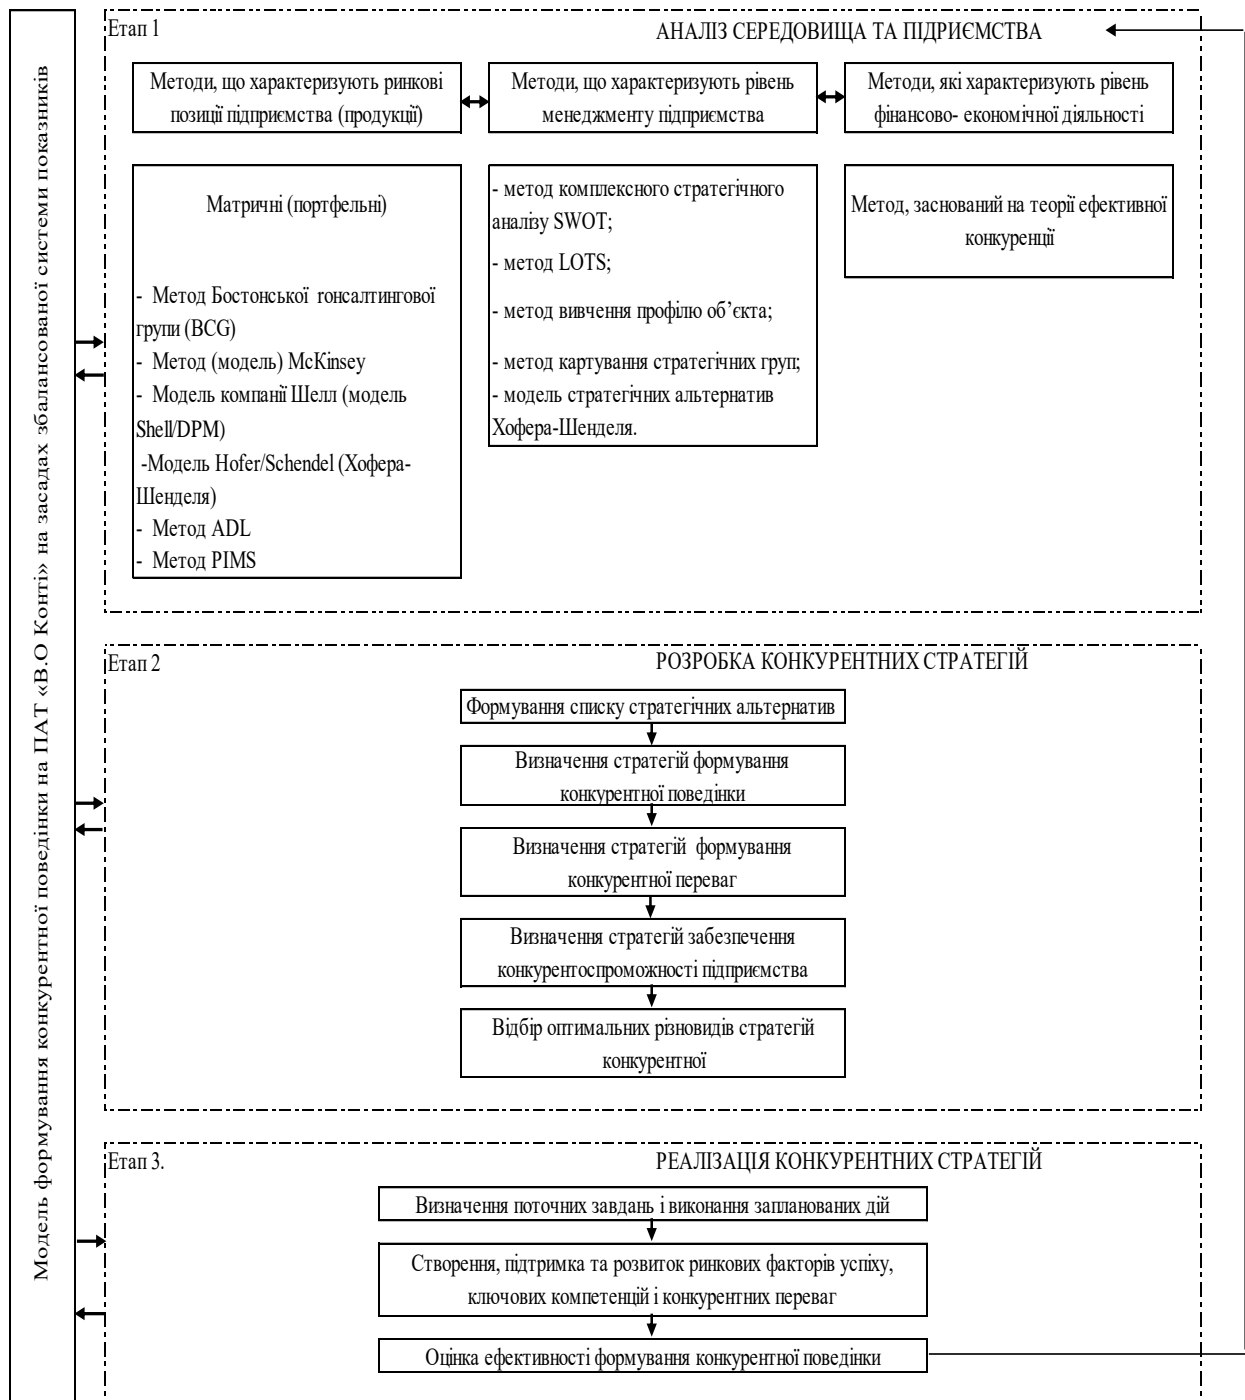 Модель формування конкурентної поведінки на ПАТ «В.О Конті» на засадах збалансованої системи показників
Етап 1
АНАЛІЗ СЕРЕДОВИЩА ТА ПІДРИЄМСТВА
Методи, що характеризують ринкові
позиції підприємства (продукції)
Методи, що характеризують рівень
менеджменту підприємства
Методи, які характеризують рівень
фінансово- економічної діяльності
Матричні (портфельні)
- Метод Бостонської гонсалтингової
групи (BCG)
- Метод (модель) McKinsey
- Модель компанії Шелл (модель
Shell/DPM)
-Модель Hofer/Schendel (Хофера-
Шенделя)
- Метод ADL
- Метод PIMS
- метод комплексного стратегічного
аналізу SWOT;
- метод LOTS;
- метод вивчення профілю об’єкта;
- метод картування стратегічних груп;
- модель стратегічних альтернатив
Хофера-Шенделя.
Метод, заснований на теорії ефективної
конкуренції
Етап 2
РОЗРОБКА КОНКУРЕНТНИХ СТРАТЕГІЙ
Формування списку стратегічних альтернатив
Визначення стратегій формування
конкурентної поведінки
Визначення стратегій формування
конкурентної переваг
Визначення стратегій забезпечення
конкурентоспроможності підприємства
Відбір оптимальних різновидів стратегій
конкурентної
Етап 3.
РЕАЛІЗАЦІЯ КОНКУРЕНТНИХ СТРАТЕГІЙ
Визначення поточних завдань і виконання запланованих дій
Створення, підтримка та розвиток ринкових факторів успіху,
ключових компетенцій і конкурентних переваг
Оцінка ефективності формування конкурентної поведінки